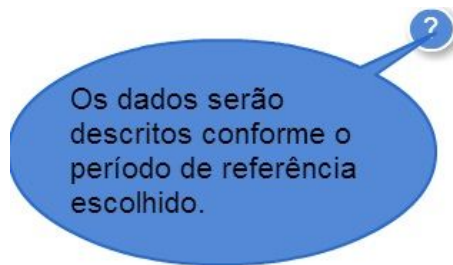 ?
Os dados serão
descritos conforme o
período de referência
escolhido.